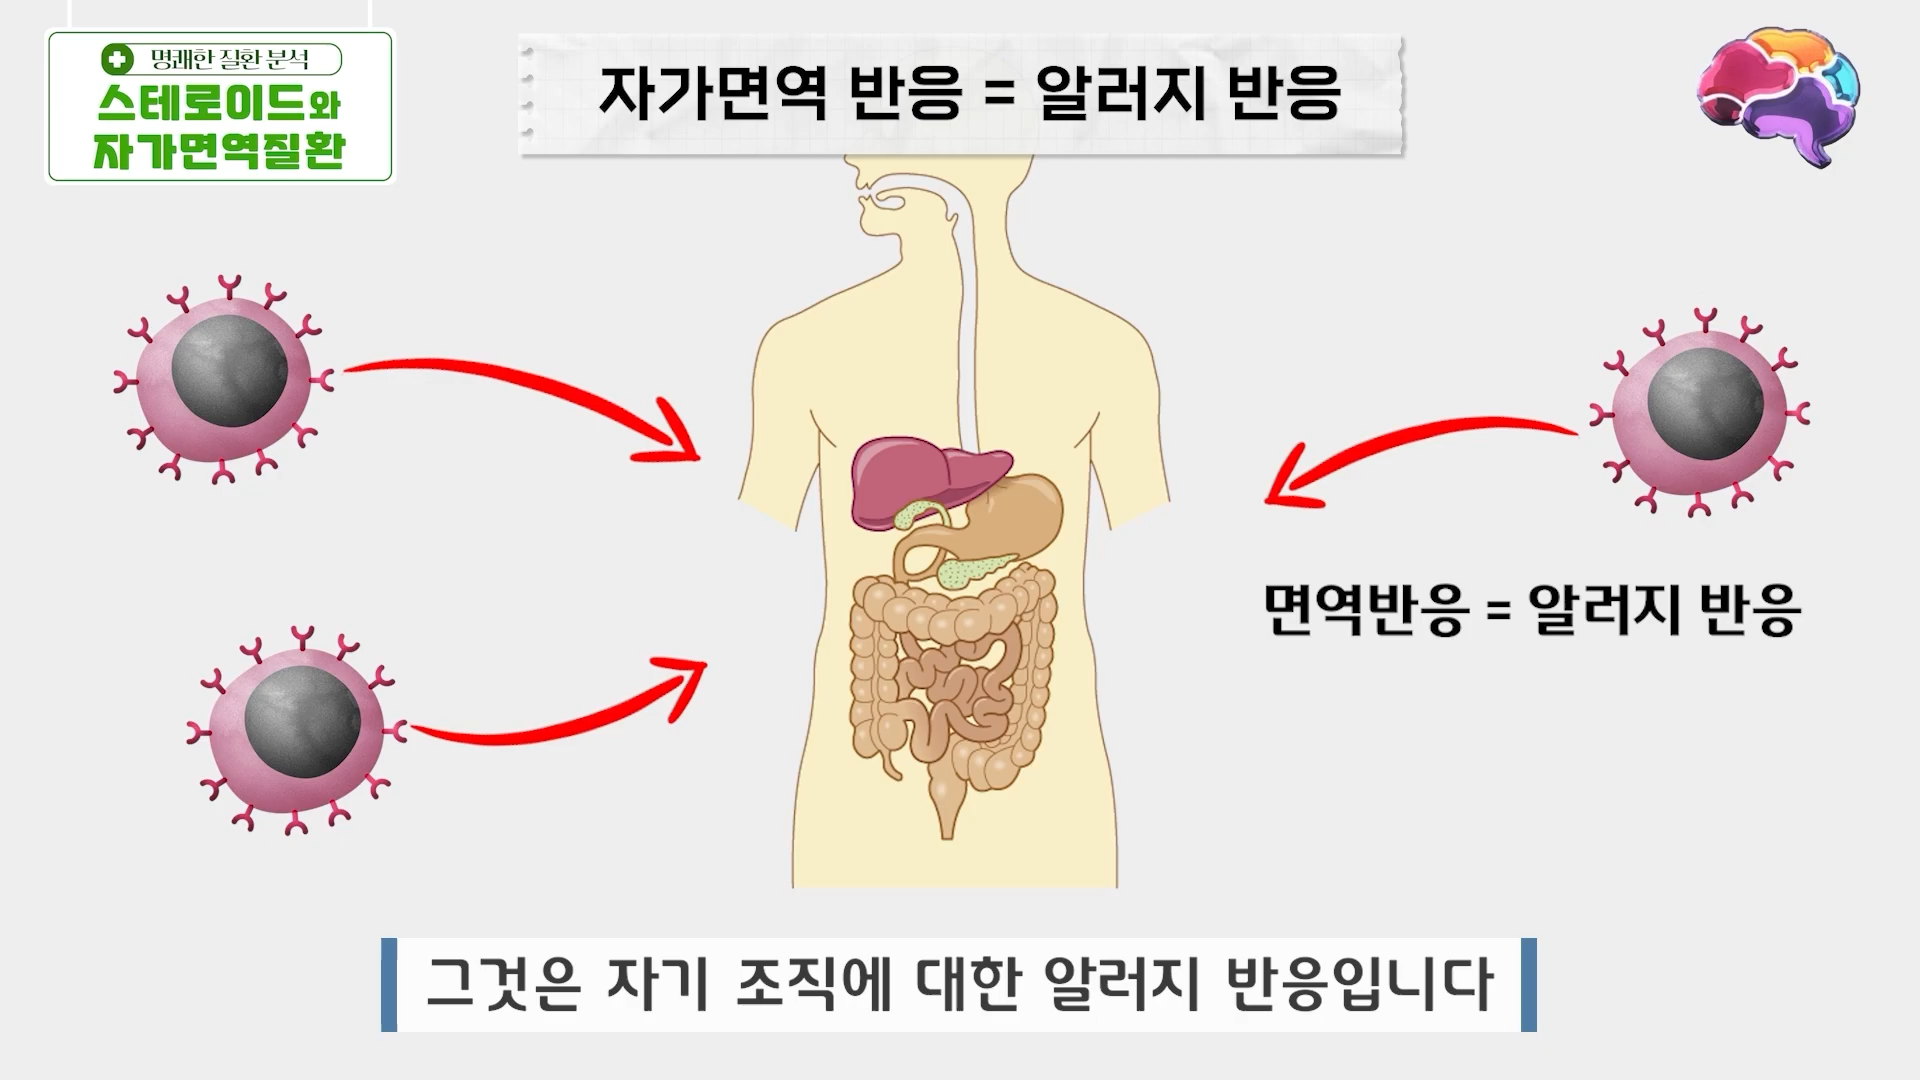 명쾌한 질환 분석
스테로이드와
자가면역질환
자가면역 반응 = 알러지 반응
면역반응 = 알러지 반응
그것은 자기 조직에 대한 알러지 반응입니다